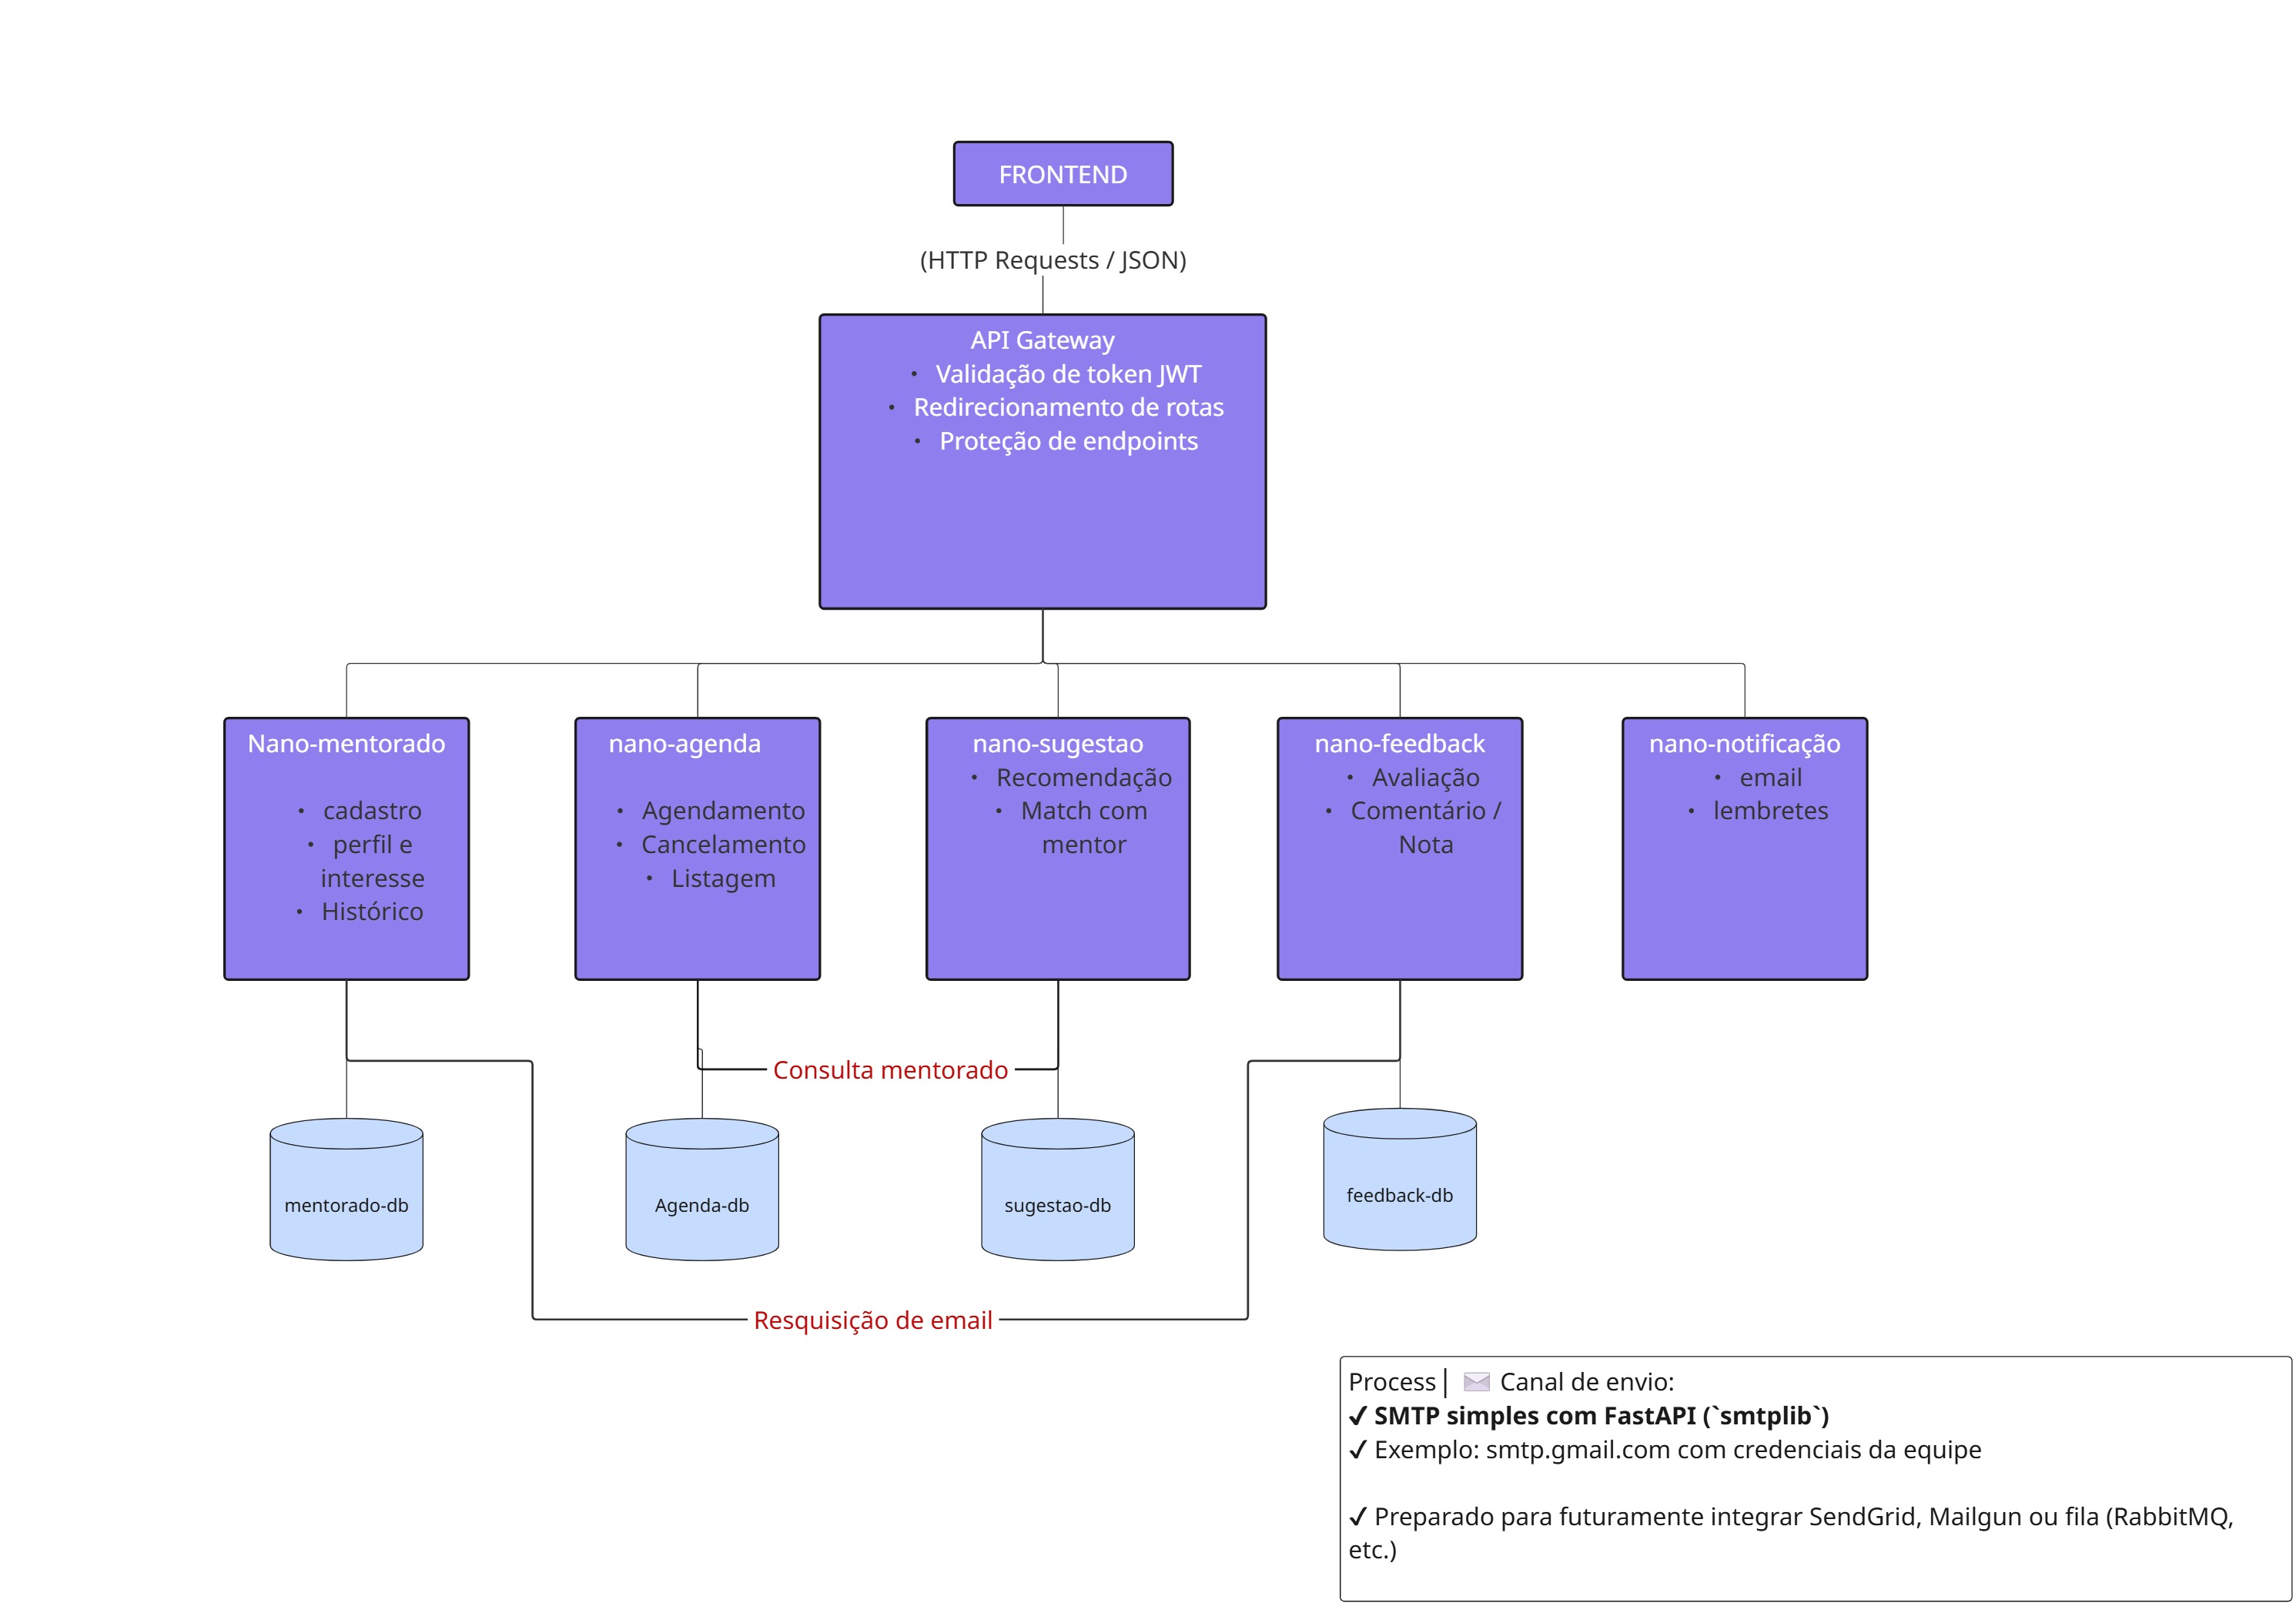 FRONTEND
(HTTP Requests / JSON)
API Gateway
• Validação de token JWT
• Redirecionamento de rotas
• Proteção de endpoints
Nano-mentorado
• cadastro
• perfil e
interesse
• Histórico
nano-agenda
• Agendamento
• Cancelamento
• Listagem
nano-sugestao
• Recomendação
• Match com
mentor
nano-feedback
• Avaliação
• Comentário /
Nota
nano-notificação
• email
• lembretes
Consulta mentorado
mentorado-db
Agenda-db
sugestao-db
feedback-db
Resquisição de email
Process| ✉ Canal de envio:
✔ SMTP simples com FastAPI (`smtplib`)
✔ Exemplo: smtp.gmail.com com credenciais da equipe
✔ Preparado para futuramente integrar SendGrid, Mailgun ou fila (RabbitMQ,
etc.)